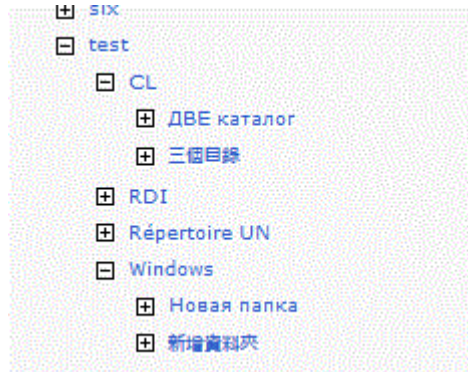 six
test
CL
ДВЕ каталог
三個目錄
RDI
Répertoire UN
Windows
Новая папка
新增資料夾